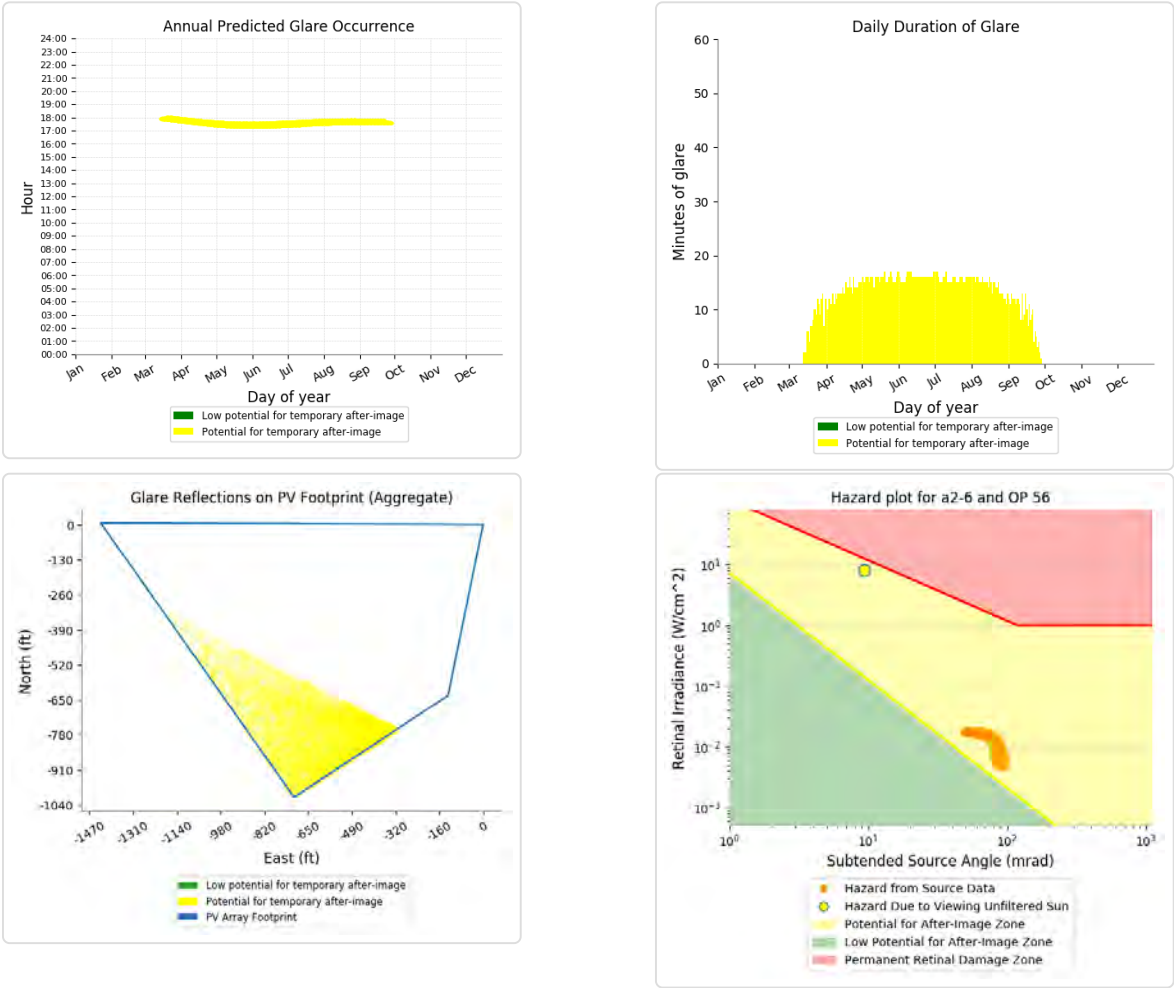 Annual Predicted Glare Occurrence
24:00
23:00
22:00
21:00
20:00
19:00
18:00
17:00
16:00
15:00
14:00
13:00
12:00
11:00
10:00
09:00
08:00
07:00
06:00
05:00
04:00
03:00
02:00
01:00
00:00
Hour
Jan Feb Mar Apr May Jun Jul Aug Sep Oct Nov Dec
Day of year
Low potential for temporary after-image
Potential for temporary after-image
Daily Duration of Glare
60
50
40
30
20
10
0
Minutes of glare
Jan Feb Mar Apr May Jun Jul Aug Sep Oct Nov Dec
Day of year
Low potential for temporary after-image
Potential for temporary after-image
Glare Reflections on PV Footprint (Aggregate)
0
-130
-260
-390
-520
-650
-780
-910
-1040
North (ft)
-1470 -1310 -1140 -980 -820 -650 -490 -320 -160 0
East (ft)
Low potential for temporary after-image
Potential for temporary after-image
PV Array Footprint
Hazard plot for a2-6 and OP 56
10¹
10⁰
10⁻¹
10⁻²
10⁻³
Retinal Irradiance (W/cm^2)
10⁰ 10¹ 10² 10³
Subtended Source Angle (mrad)
Hazard from Source Data
Hazard Due to Viewing Unfiltered Sun
Potential for After-Image Zone
Low Potential for After-Image Zone
Permanent Retinal Damage Zone